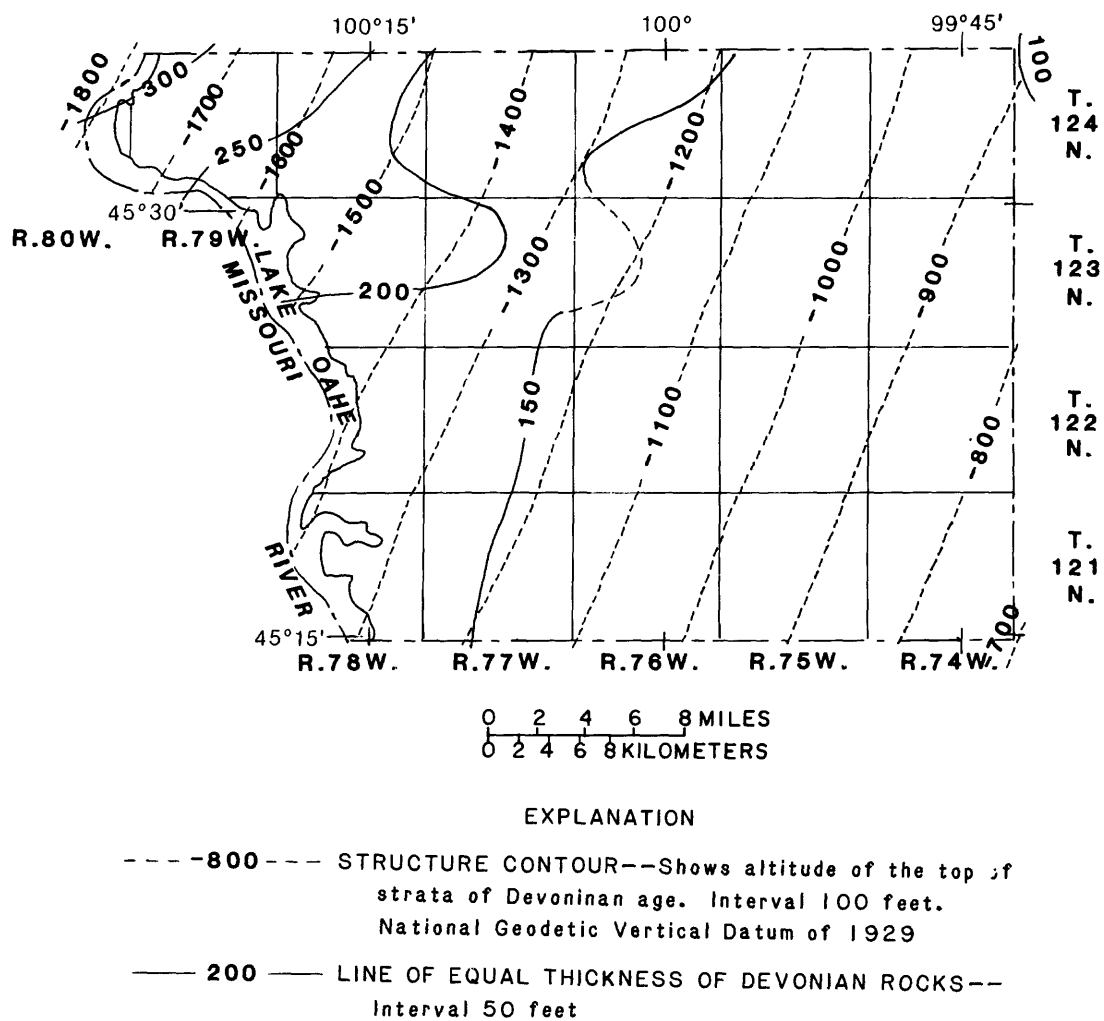 100°15' 100° 99°45'
-1800 300 -1700 250 -1600 -1500 -1400 -1200 100
T.
124
N.
45°30'
R.80W. R.79W.
LAKE OAHE
MISSOURI RIVER
200 -1300 -1000 -900
T.
123
N.
150 -1100 -800
T.
122
N.
T.
121
N.
45°15'
-700
R.78W. R.77W. R.76W. R.75W. R.74W.
0 2 4 6 8 MILES
0 2 4 6 8 KILOMETERS
EXPLANATION
--- -800 --- STRUCTURE CONTOUR--Shows altitude of the top of
strata of Devoninan age. Interval 100 feet.
National Geodetic Vertical Datum of 1929
—— 200 —— LINE OF EQUAL THICKNESS OF DEVONIAN ROCKS--
Interval 50 feet